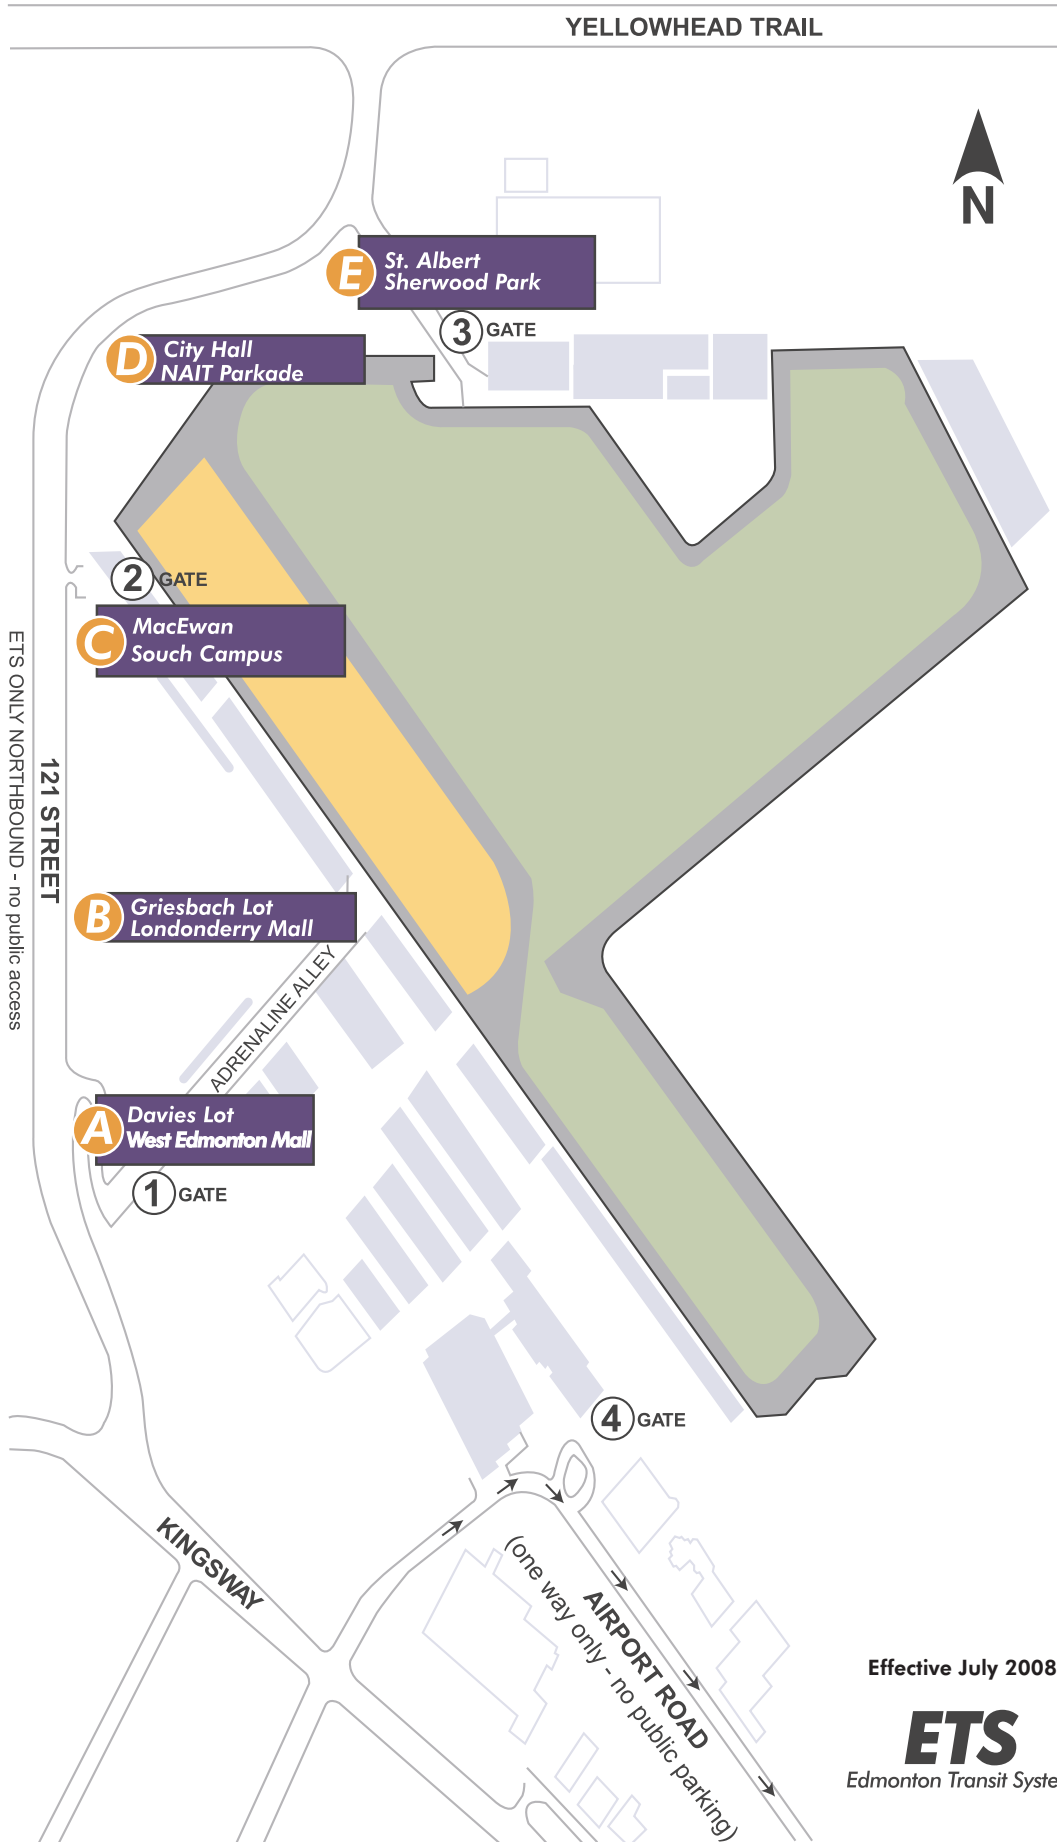 YELLOWHEAD TRAIL
N
E
St. Albert
Sherwood Park
3 GATE
D
City Hall
NAIT Parkade
2 GATE
C
MacEwan
Souch Campus
ETS ONLY NORTHBOUND - no public access
121 STREET
B
Griesbach Lot
Londonderry Mall
ADRENALINE ALLEY
A
Davies Lot
West Edmonton Mall
1 GATE
4 GATE
KINGSWAY
AIRPORT ROAD
(one way only - no public parking)
Effective July 2008
ETS
Edmonton Transit Syste